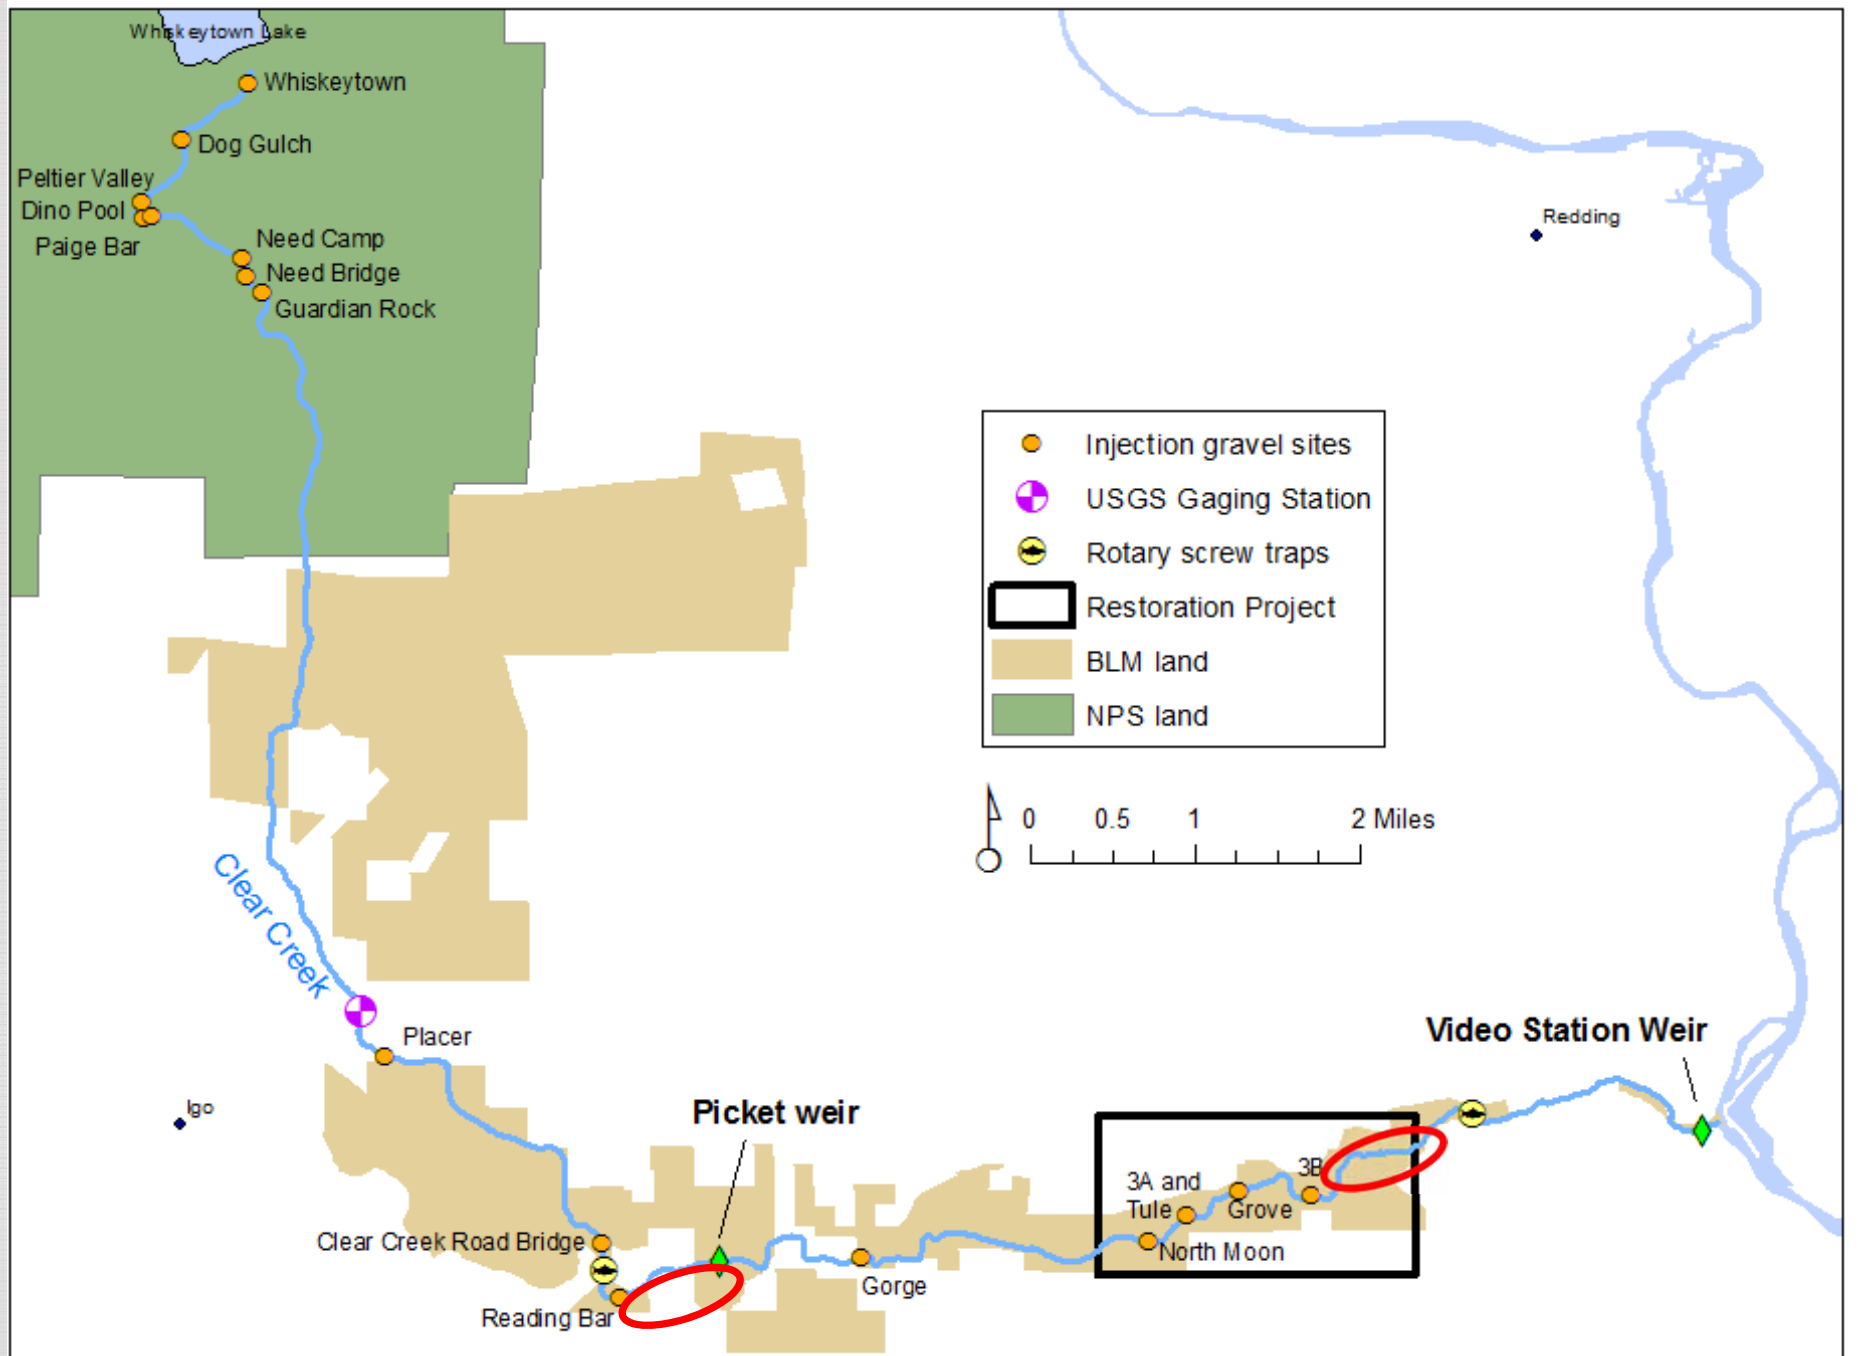 Whiskeytown Lake
Whiskeytown
Dog Gulch
Peltier Valley
Dino Pool
Paige Bar
Need Camp
Need Bridge
Guardian Rock
Redding
Injection gravel sites
USGS Gaging Station
Rotary screw traps
Restoration Project
BLM land
NPS land
0 0.5 1 2 Miles
Clear Creek
Placer
Igo
Video Station Weir
Picket weir
3A and
Tule
3B
Grove
North Moon
Clear Creek Road Bridge
Gorge
Reading Bar